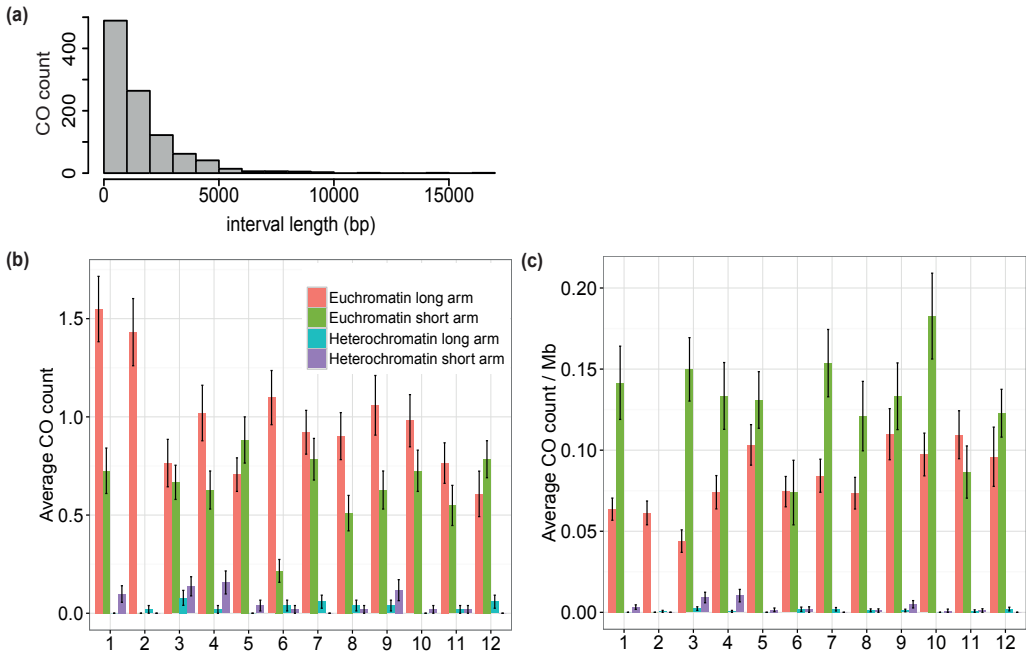 (a)
CO count
400
200
0
0
5000
10000
15000
interval length (bp)
(b)
Average CO count
1.5
1.0
0.5
0.0
Euchromatin long arm
Euchromatin short arm
Heterochromatin long arm
Heterochromatin short arm
1 2 3 4 5 6 7 8 9 10 11 12
(c)
Average CO count / Mb
0.20
0.15
0.10
0.05
0.00
1 2 3 4 5 6 7 8 9 10 11 12